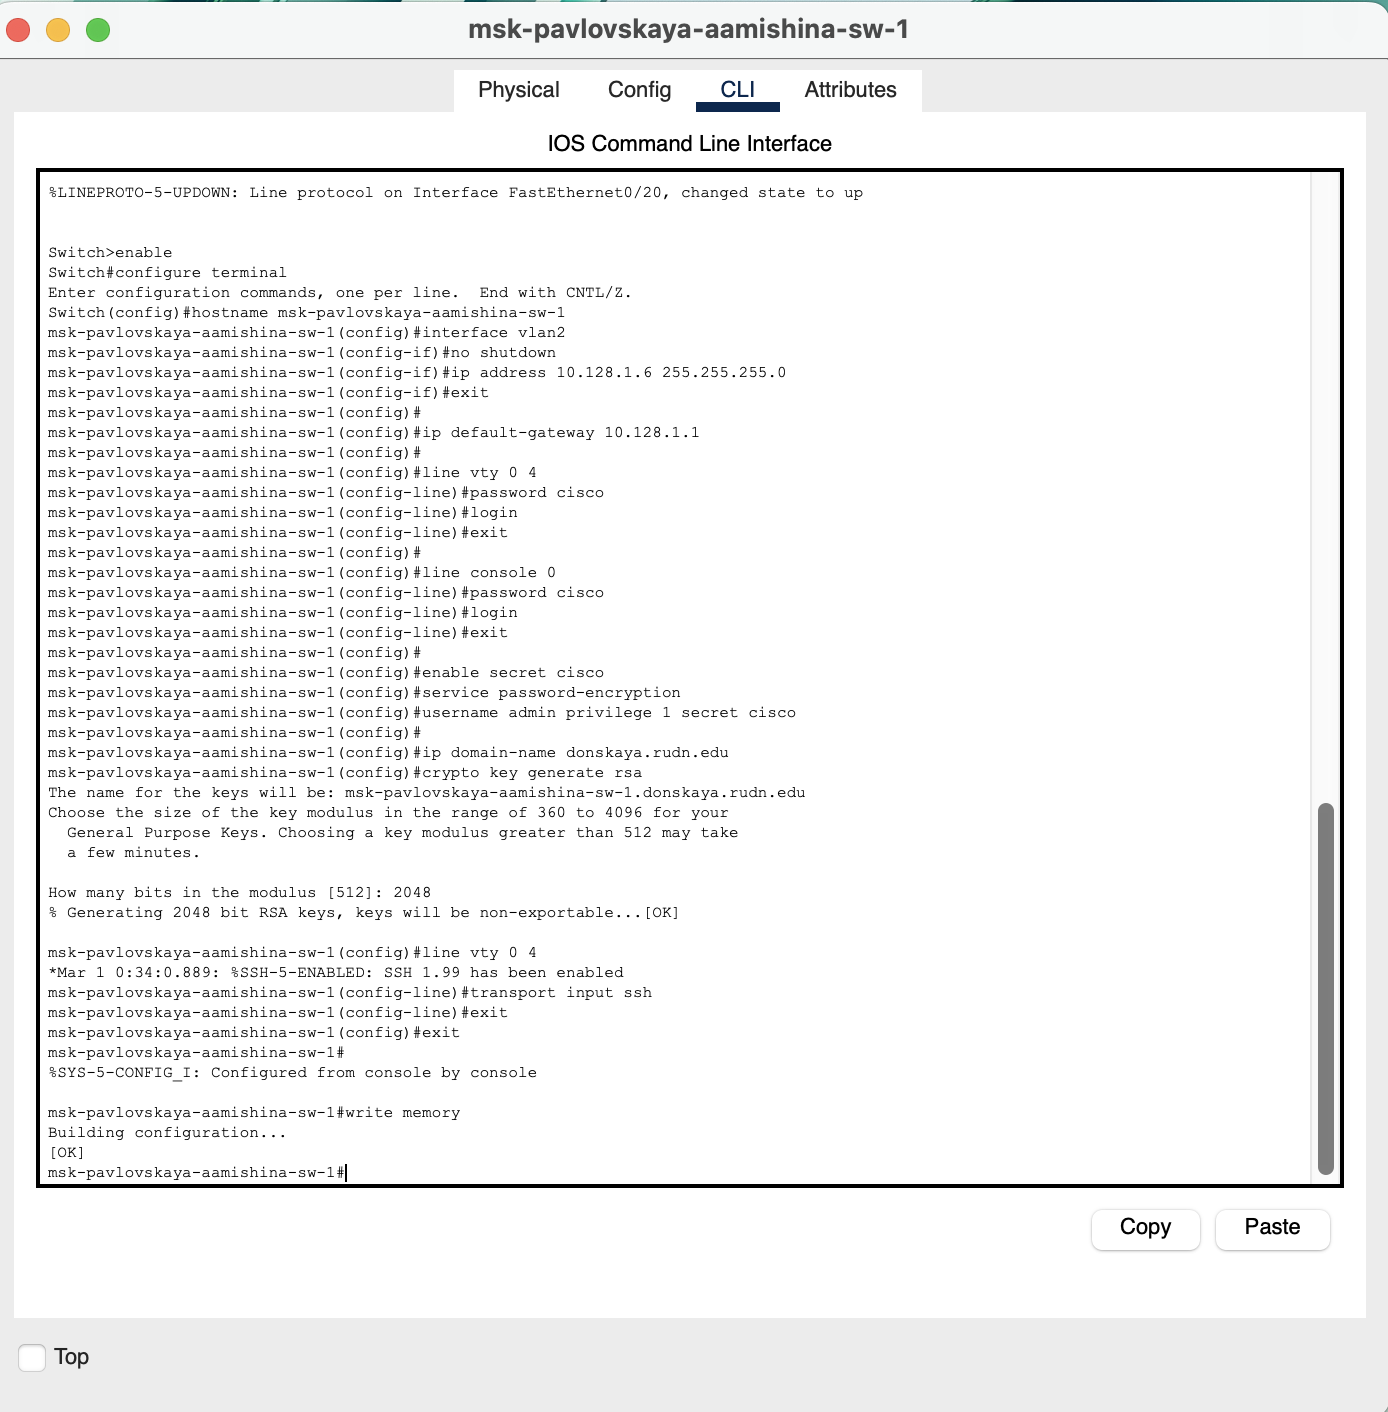 msk-pavlovskaya-aamishina-sw-1
Physical Config CLI Attributes
IOS Command Line Interface
%LINEPROTO-5-UPDOWN: Line protocol on Interface FastEthernet0/20, changed state to up
Switch>enable
Switch#configure terminal
Enter configuration commands, one per line.  End with CNTL/Z.
Switch(config)#hostname msk-pavlovskaya-aamishina-sw-1
msk-pavlovskaya-aamishina-sw-1(config)#interface vlan2
msk-pavlovskaya-aamishina-sw-1(config-if)#no shutdown
msk-pavlovskaya-aamishina-sw-1(config-if)#ip address 10.128.1.6 255.255.255.0
msk-pavlovskaya-aamishina-sw-1(config-if)#exit
msk-pavlovskaya-aamishina-sw-1(config)#
msk-pavlovskaya-aamishina-sw-1(config)#ip default-gateway 10.128.1.1
msk-pavlovskaya-aamishina-sw-1(config)#
msk-pavlovskaya-aamishina-sw-1(config)#line vty 0 4
msk-pavlovskaya-aamishina-sw-1(config-line)#password cisco
msk-pavlovskaya-aamishina-sw-1(config-line)#login
msk-pavlovskaya-aamishina-sw-1(config-line)#exit
msk-pavlovskaya-aamishina-sw-1(config)#
msk-pavlovskaya-aamishina-sw-1(config)#line console 0
msk-pavlovskaya-aamishina-sw-1(config-line)#password cisco
msk-pavlovskaya-aamishina-sw-1(config-line)#login
msk-pavlovskaya-aamishina-sw-1(config-line)#exit
msk-pavlovskaya-aamishina-sw-1(config)#
msk-pavlovskaya-aamishina-sw-1(config)#enable secret cisco
msk-pavlovskaya-aamishina-sw-1(config)#service password-encryption
msk-pavlovskaya-aamishina-sw-1(config)#username admin privilege 1 secret cisco
msk-pavlovskaya-aamishina-sw-1(config)#
msk-pavlovskaya-aamishina-sw-1(config)#ip domain-name donskaya.rudn.edu
msk-pavlovskaya-aamishina-sw-1(config)#crypto key generate rsa
The name for the keys will be: msk-pavlovskaya-aamishina-sw-1.donskaya.rudn.edu
Choose the size of the key modulus in the range of 360 to 4096 for your
General Purpose Keys. Choosing a key modulus greater than 512 may take
a few minutes.
How many bits in the modulus [512]: 2048
% Generating 2048 bit RSA keys, keys will be non-exportable...[OK]
msk-pavlovskaya-aamishina-sw-1(config)#line vty 0 4
*Mar 1 0:34:0.889: %SSH-5-ENABLED: SSH 1.99 has been enabled
msk-pavlovskaya-aamishina-sw-1(config-line)#transport input ssh
msk-pavlovskaya-aamishina-sw-1(config-line)#exit
msk-pavlovskaya-aamishina-sw-1(config)#exit
msk-pavlovskaya-aamishina-sw-1#
%SYS-5-CONFIG_I: Configured from console by console
msk-pavlovskaya-aamishina-sw-1#write memory
Building configuration...
[OK]
msk-pavlovskaya-aamishina-sw-1#
Copy Paste
Top